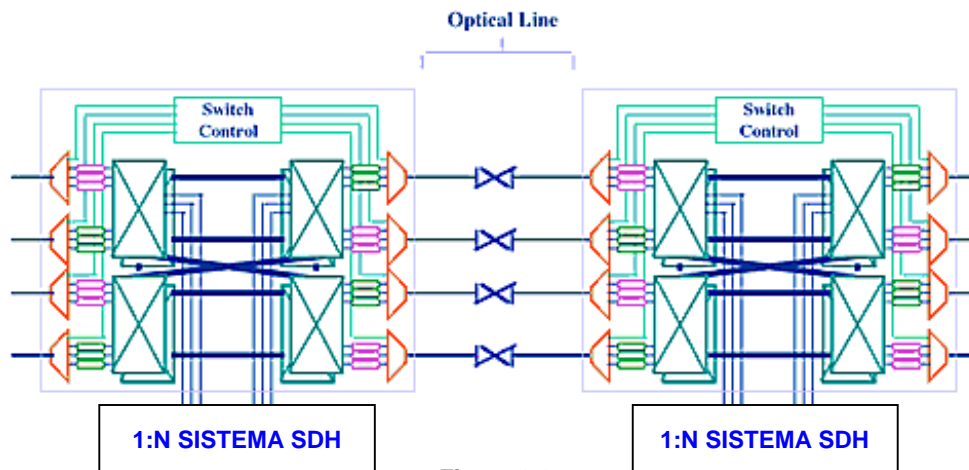 Optical Line
Switch
Control
Switch
Control
1:N SISTEMA SDH
1:N SISTEMA SDH